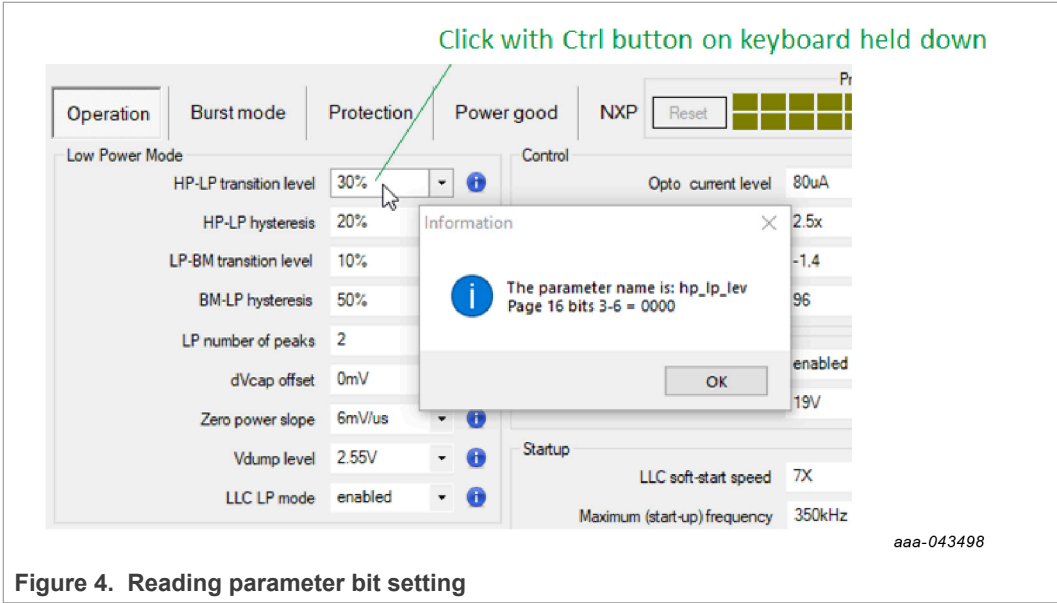 Click with Ctrl button on keyboard held down
Operation
Burst mode
Protection
Power good
NXP
Reset
Pr
Low Power Mode
HP-LP transition level 30%
HP-LP hysteresis 20%
LP-BM transition level 10%
BM-LP hysteresis 50%
LP number of peaks 2
dVcap offset 0mV
Zero power slope 6mV/us
Vdump level 2.55V
LLC LP mode enabled
Control
Opto current level 80uA
2.5x
-1.4
96
enabled
19V
Information
The parameter name is: hp_lp_lev
Page 16 bits 3-6 = 0000
OK
Startup
LLC soft-start speed 7X
Maximum (start-up) frequency 350kHz
aaa-043498
Figure 4. Reading parameter bit setting